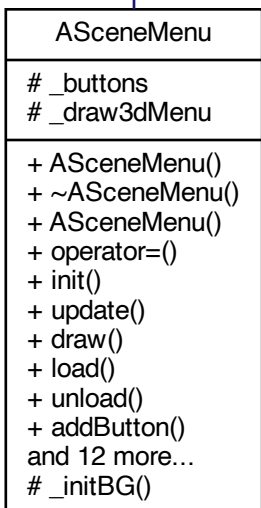 ASceneMenu
# _buttons
# _draw3dMenu
+ ASceneMenu()
+ ~ASceneMenu()
+ ASceneMenu()
+ operator=()
+ init()
+ update()
+ draw()
+ load()
+ unload()
+ addButton()
and 12 more...
# _initBG()